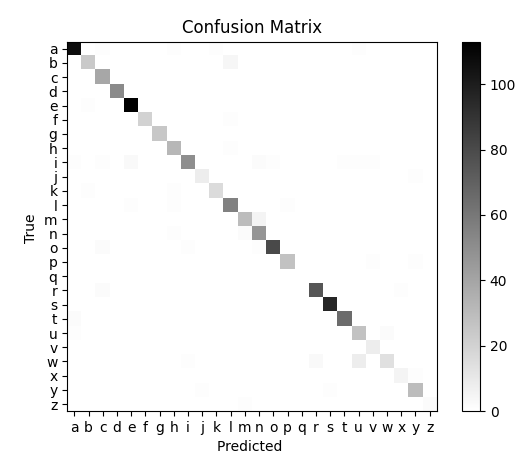 Confusion Matrix
True
a
b
c
d
e
f
g
h
i
j
k
l
m
n
o
p
q
r
s
t
u
v
w
x
y
z
a b c d e f g h i j k l m n o p q r s t u v w x y z
Predicted
100
80
60
40
20
0